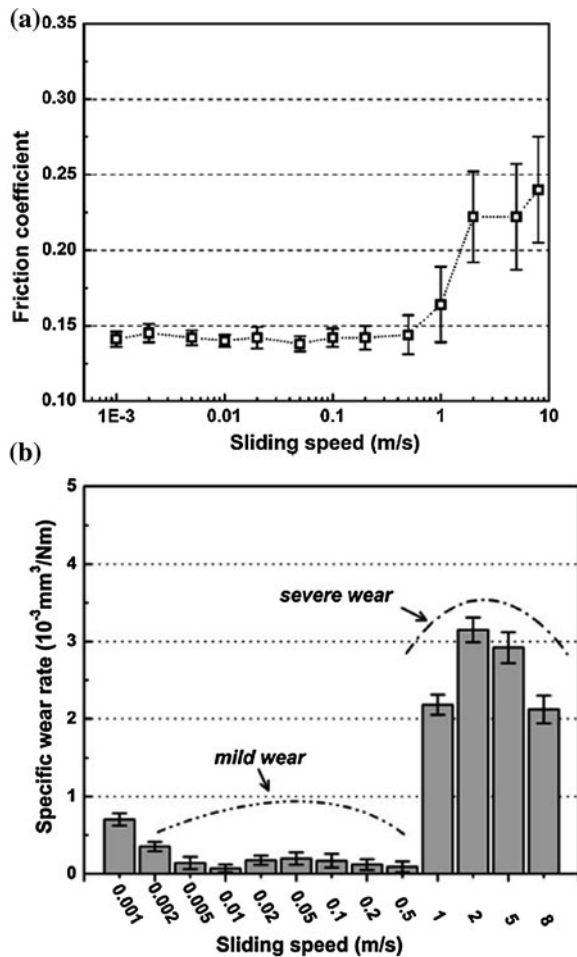 (a)
0.35
0.30
0.25
0.20
0.15
0.10
Friction coefficient
1E-3 0.01 0.1 1 10
Sliding speed (m/s)
(b)
5
4
3
2
1
0
Specific wear rate (10⁻³mm³/Nm)
severe wear
mild wear
0.001 0.002 0.005 0.01 0.02 0.05 0.1 0.2 0.5 1 2 5 8
Sliding speed (m/s)